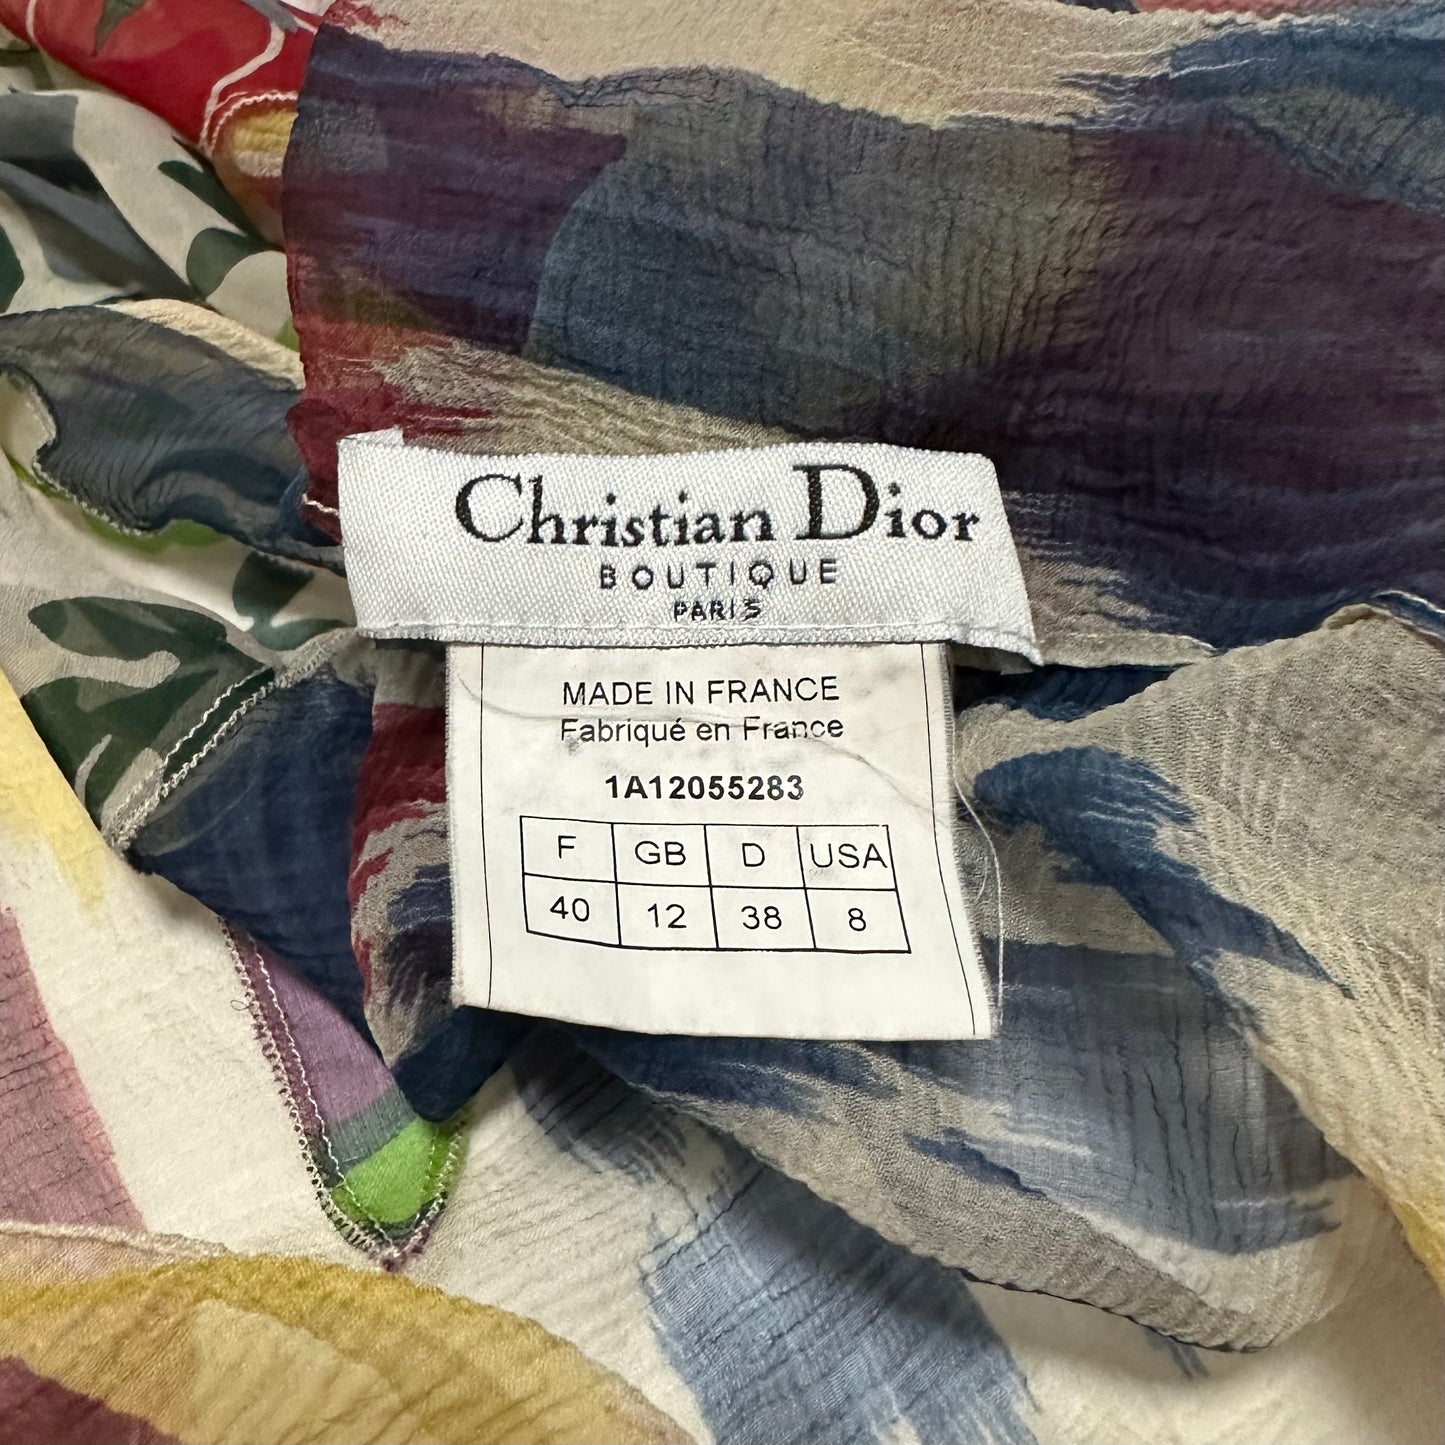 Christian Dior
BOUTIQUE
PARIS
MADE IN FRANCE
Fabriqué en France
1A12055283
F GB D USA
40 12 38 8